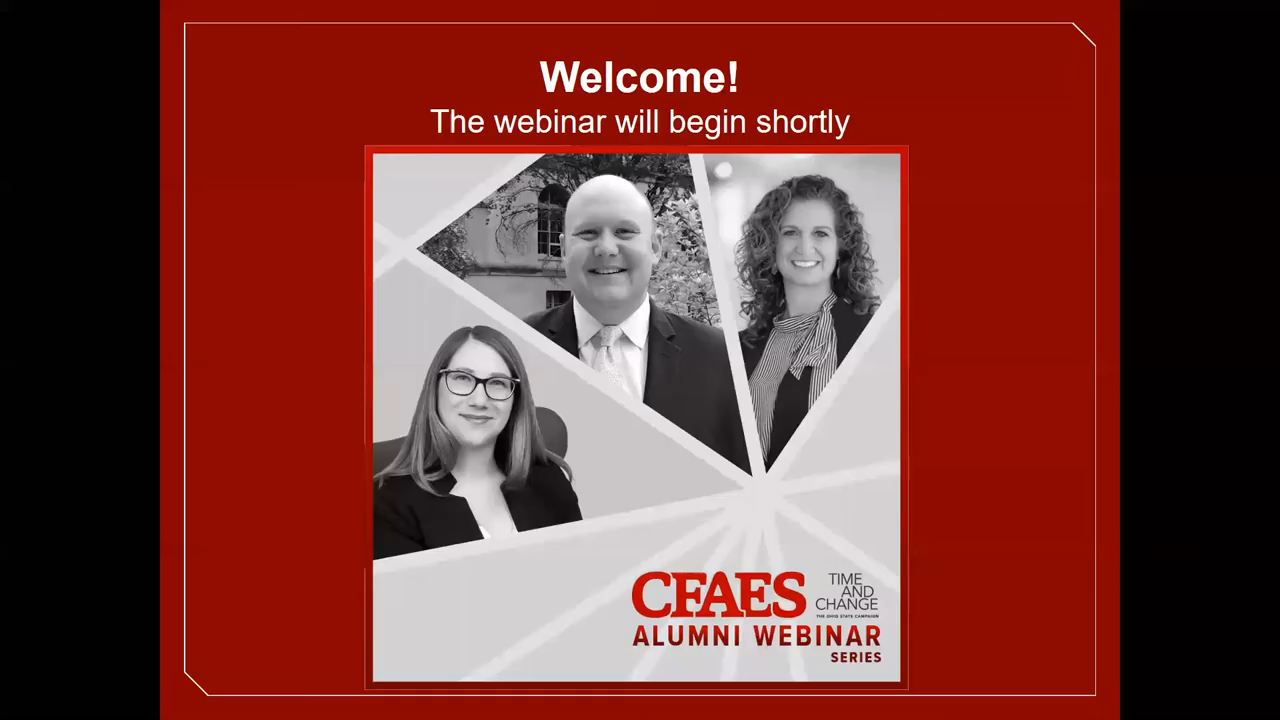 Welcome!
The webinar will begin shortly
CFAES
TIME
AND
CHANGE
THE OHIO STATE CAMPAIGN
ALUMNI WEBINAR
SERIES